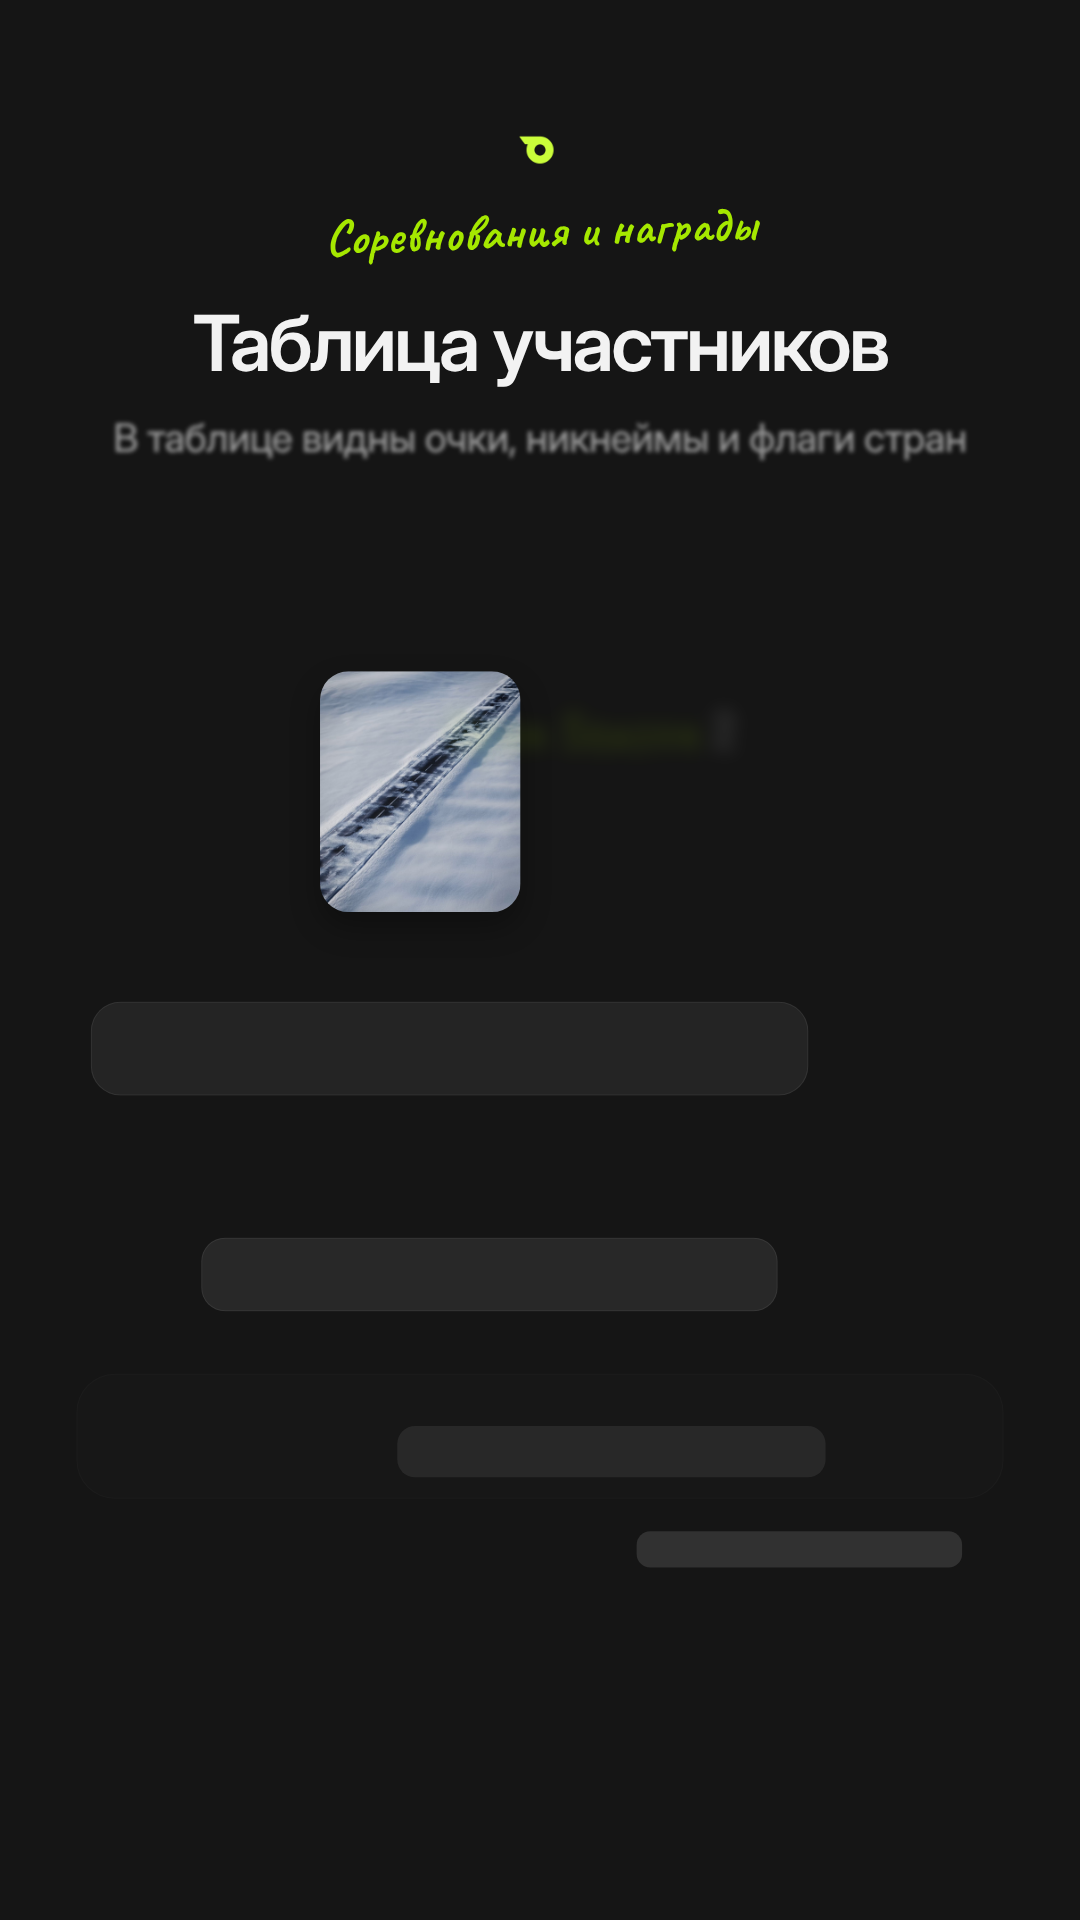 Соревнования и награды
Таблица участников
В таблице видны очки, никнеймы и флаги стран